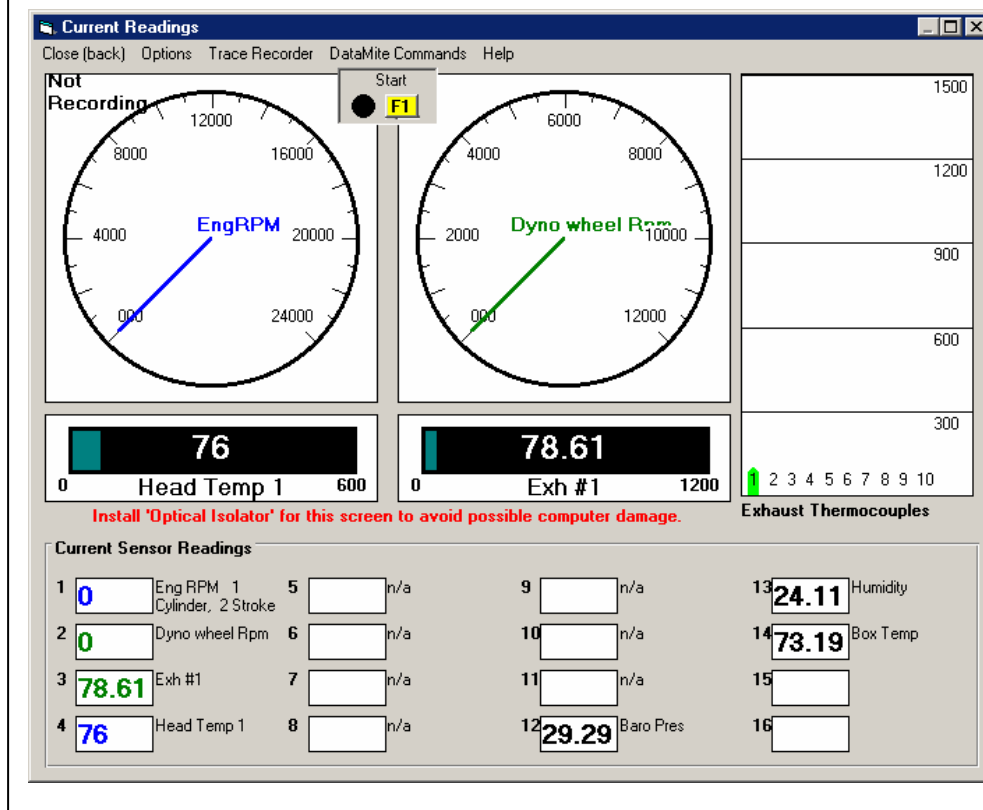 Current Readings
Close (back) Options Trace Recorder DataMite Commands Help
Not
Recording
Start
F1
12000
8000
16000
EngRPM
4000
20000
000
24000
6000
4000
8000
Dyno wheel Rpm
2000
10000
000
12000
1500
1200
900
600
300
1 2 3 4 5 6 7 8 9 10
Exhaust Thermocouples
76
0 Head Temp 1 600
78.61
0 Exh #1 1200
Install 'Optical Isolator' for this screen to avoid possible computer damage.
Current Sensor Readings
1 0 Eng RPM 1
Cylinder, 2 Stroke
2 0 Dyno wheel Rpm
3 78.61 Exh #1
4 76 Head Temp 1
5 n/a
6 n/a
7 n/a
8 n/a
9 n/a
10 n/a
11 n/a
12 29.29 Baro Pres
13 24.11 Humidity
14 73.19 Box Temp
15
16